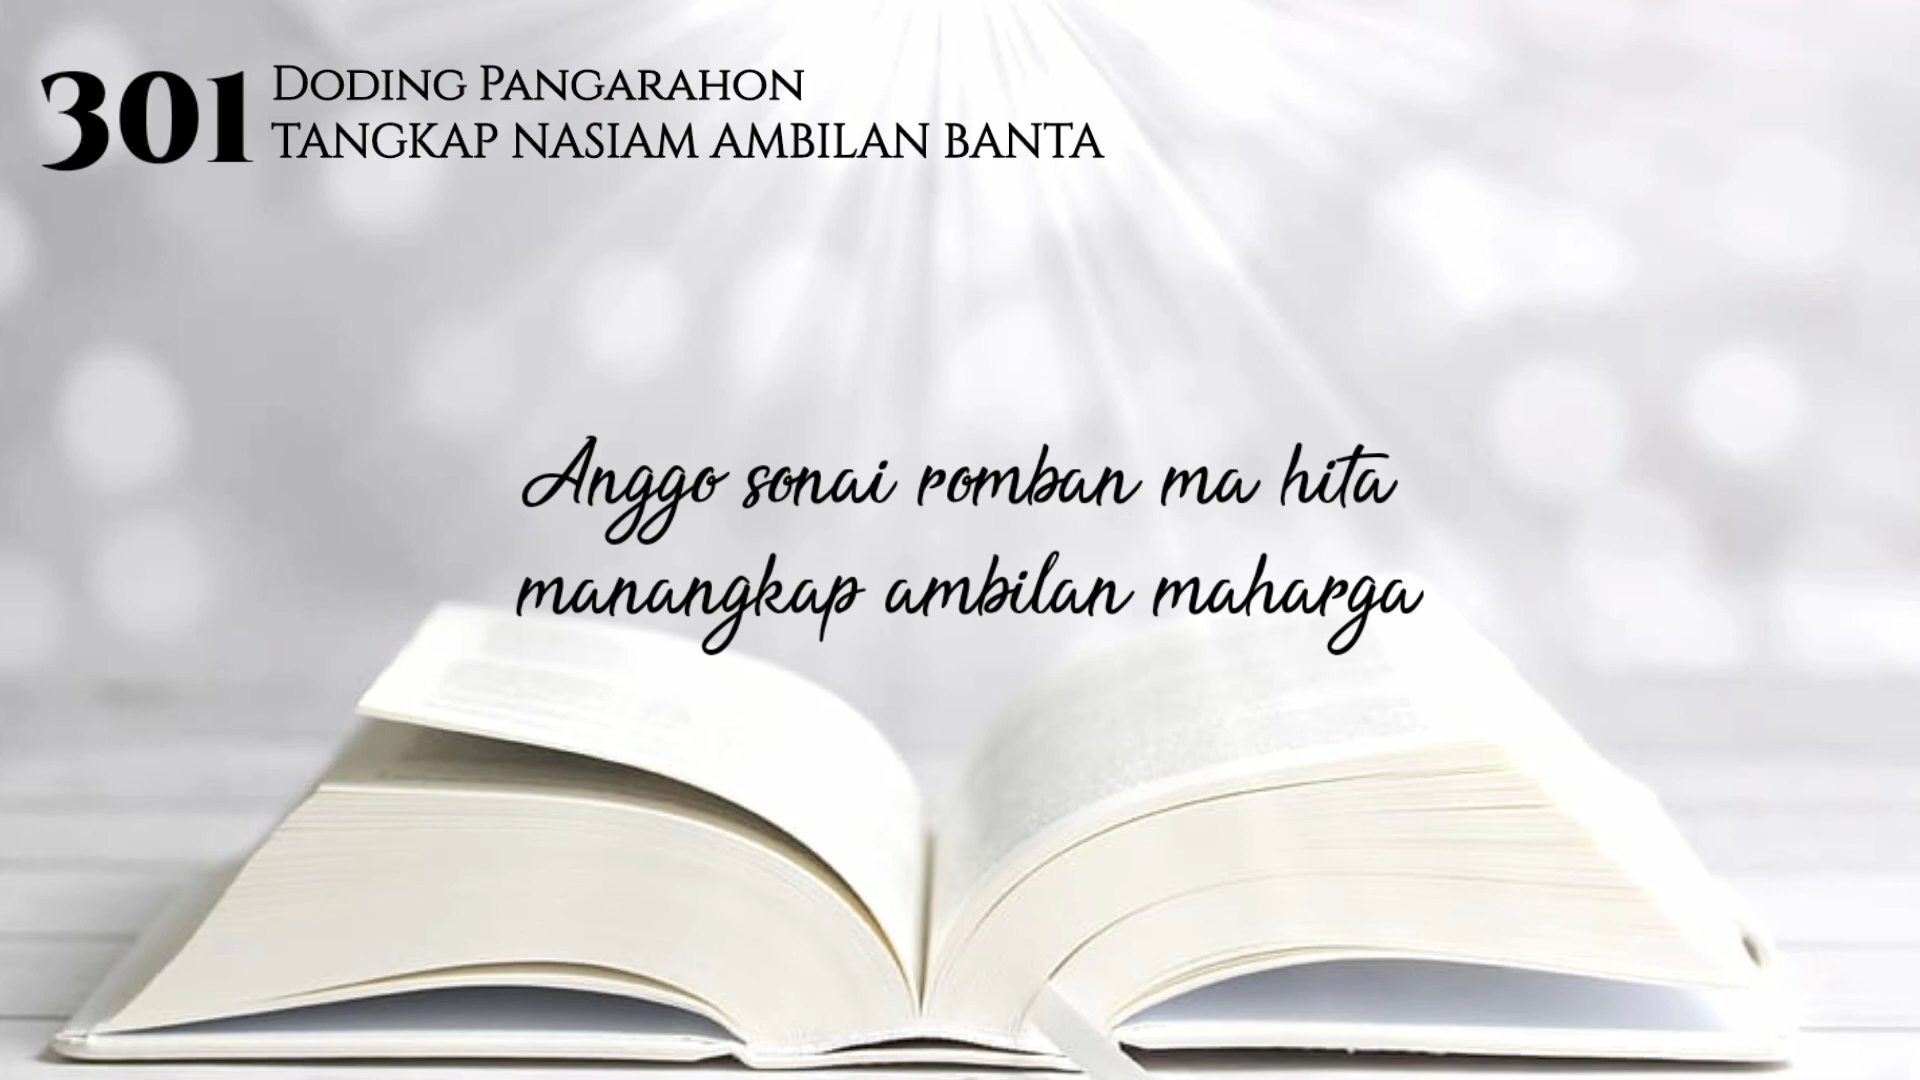 301 Doding Pangarahon
TANGKAP NASIAM AMBILAN BANTA
Anggo sonai romban ma hita
manangkap ambilan maharga